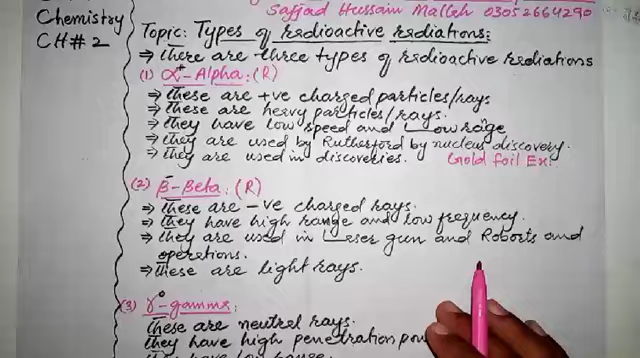 Sajjad Hussain Malleh 03052664290
Chemistry
CH#2
Topic: Types of radioactive radiations:
⇒ There are three types of radioactive radiations
(1) α⁺-Alpha: (R)
⇒ These are +ve charged particles/rays
⇒ These are heavy particles/rays.
⇒ They have low speed and Low range
⇒ They are used by Rutherford by nucleus discovery.
⇒ They are used in discoveries. Gold foil Ex:
(2) β⁻-Beta: (R)
⇒ These are -ve charged rays.
⇒ They have high range and low frequency.
⇒ They are used in Leser gun and Roborts and
operations.
⇒ These are light rays.
(3) γ⁰-gamma:
These are neutral rays.
They have high penetration pow